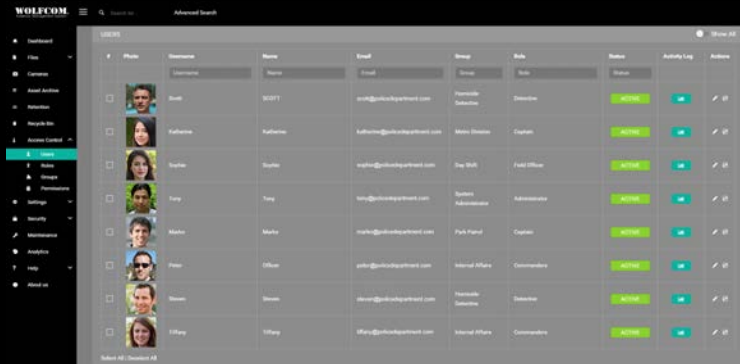 WOLFCOM
Search
Advanced Search
Dashboard
Files
Cameras
Asset Archive
Retention
Recycle Bin
Access Control
Users
Roles
Groups
Permissions
Settings
Security
Maintenance
Analytics
Help
About us
USERS
Show All
# Photo Username Name Email Group Role Status Activity Log Actions
Username Name Email Group Role Status
Scott SCOTT scott@policedepartment.com Homicide Detective Detective ACTIVE
Katherine Katherine katherine@policedepartment.com Metro Division Captain ACTIVE
Sophie Sophie sophie@policedepartment.com Day Shift Field Officer ACTIVE
Tony Tony tony@policedepartment.com System Administrator Administrator ACTIVE
Marko Marko marko@policedepartment.com Park Patrol Captain ACTIVE
Peter Officer peter@policedepartment.com Internal Affairs Commanders ACTIVE
Steven Steven steven@policedepartment.com Homicide Detective Detective ACTIVE
Tiffany Tiffany tiffany@policedepartment.com Internal Affairs Commanders ACTIVE
Select All | Deselect All